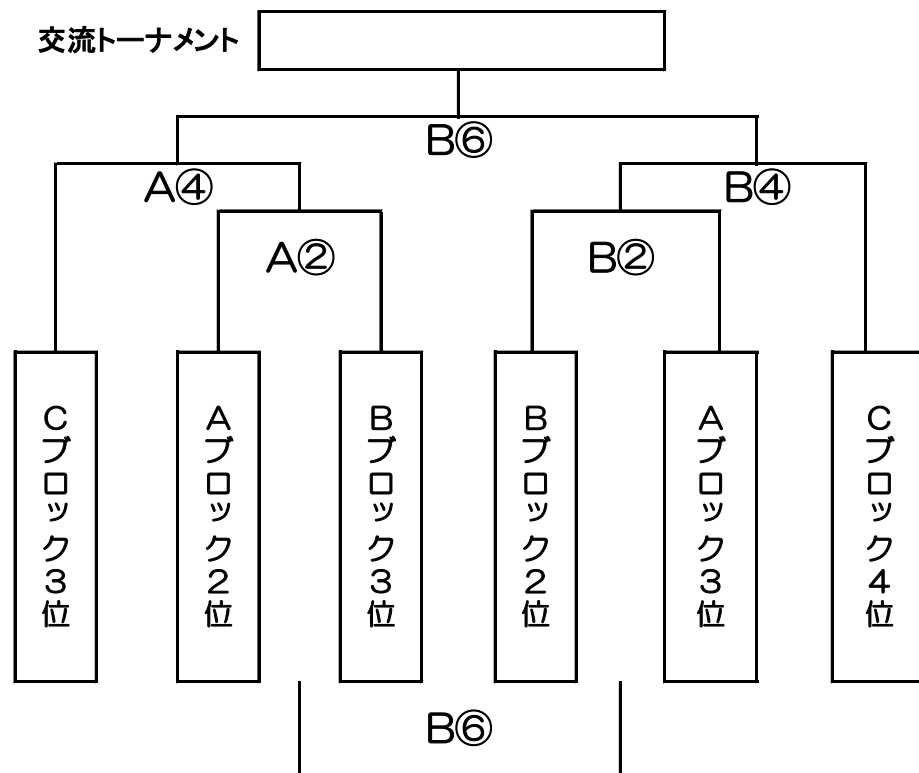 交流トーナメント
B⑥
A④
B④
A②
B②
Cブロック3位
Aブロック2位
Bブロック3位
Bブロック2位
Aブロック3位
Cブロック4位
B⑥